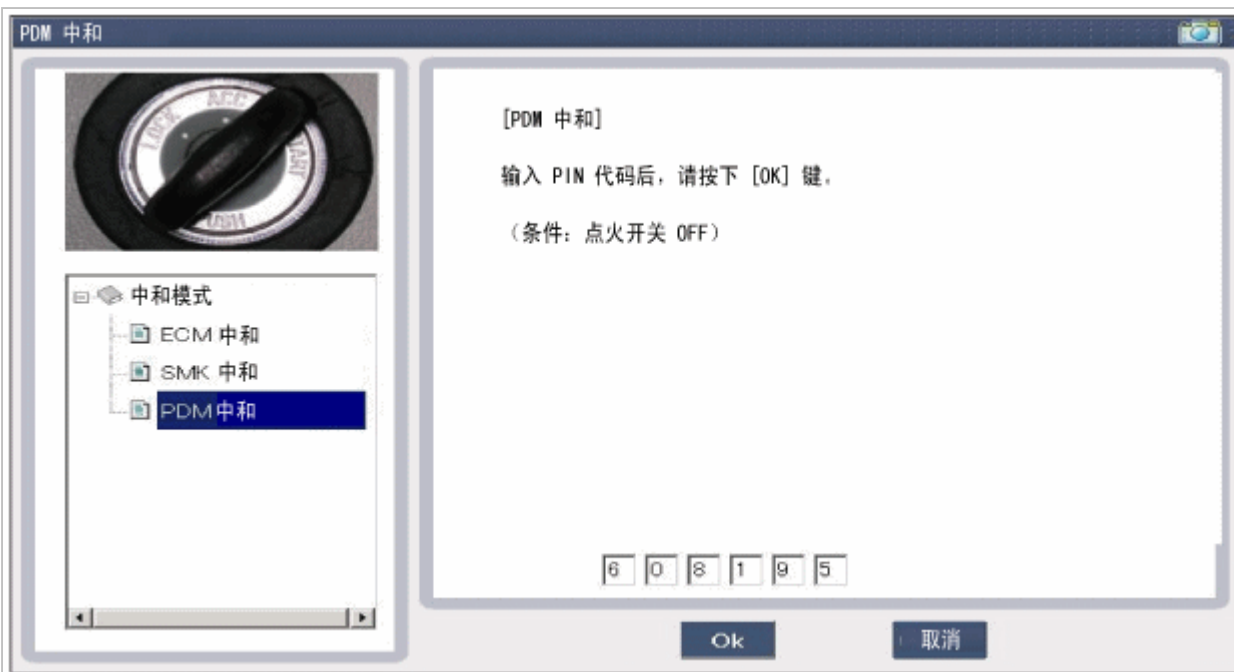 PDM 中和
LOCK
ACC
START
PUSH
中和模式
ECM 中和
SMK 中和
PDM中和
[PDM 中和]
输入 PIN 代码后，请按下 [OK] 键。
（条件：点火开关 OFF）
6 0 8 1 9 5
Ok
取消